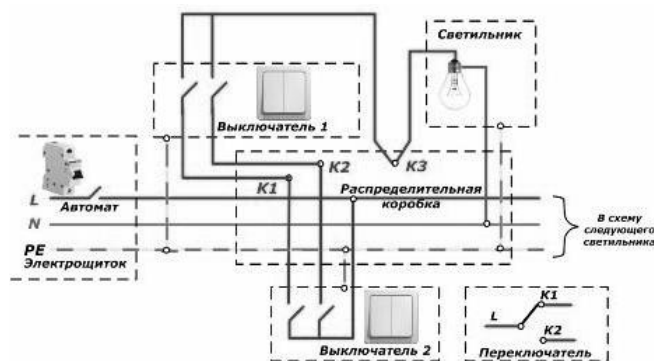 Светильник
Выключатель 1
K2
K3
K1
Распределительная
коробка
L
Автомат
N
PE
Электрощиток
В схему
следующего
светильника
Выключатель 2
K1
L
K2
Переключатель